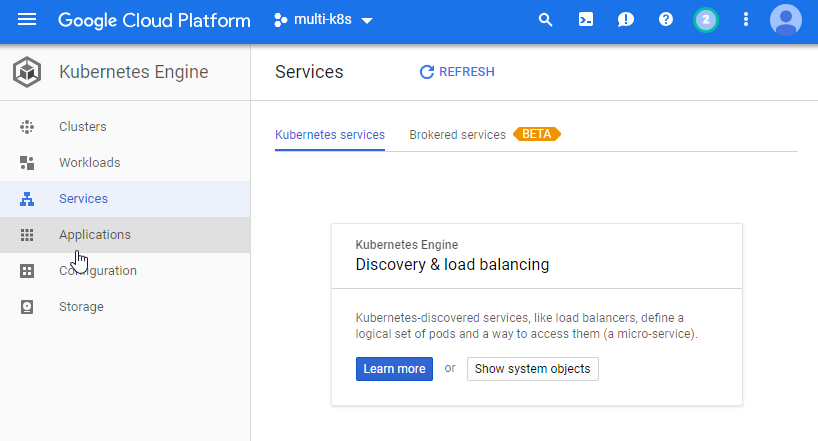 Google Cloud Platform
multi-k8s
2
Kubernetes Engine
Services
REFRESH
Clusters
Workloads
Services
Applications
Configuration
Storage
Kubernetes services
Brokered services
BETA
Kubernetes Engine
Discovery & load balancing
Kubernetes-discovered services, like load balancers, define a
logical set of pods and a way to access them (a micro-service).
Learn more or Show system objects